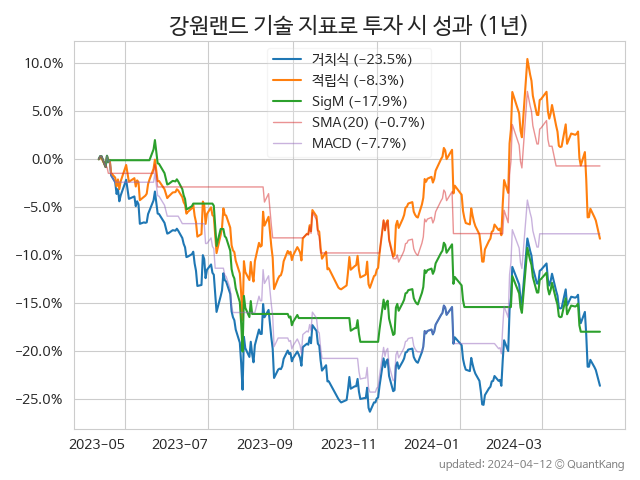 강원랜드 기술 지표로 투자 시 성과 (1년)
거치식 (-23.5%)
적립식 (-8.3%)
SigM (-17.9%)
SMA(20) (-0.7%)
MACD (-7.7%)
10.0%
5.0%
0.0%
-5.0%
-10.0%
-15.0%
-20.0%
-25.0%
2023-05 2023-07 2023-09 2023-11 2024-01 2024-03
updated: 2024-04-12 © QuantKang